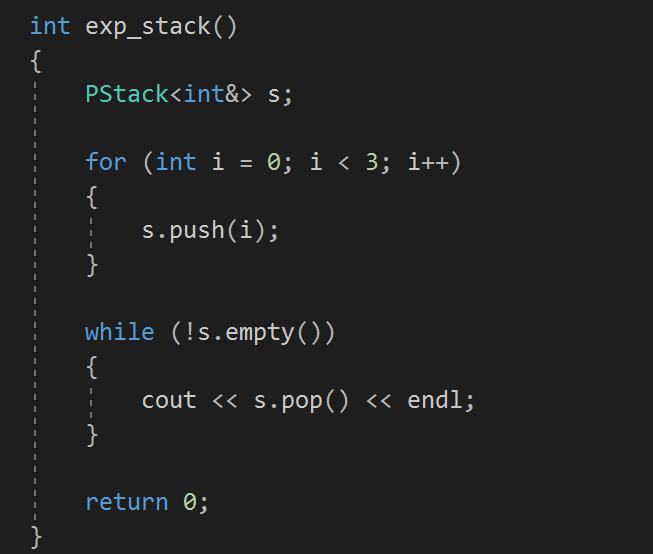 int exp_stack()
{
    PStack<int&> s;

    for (int i = 0; i < 3; i++)
    {
        s.push(i);
    }

    while (!s.empty())
    {
        cout << s.pop() << endl;
    }

    return 0;
}